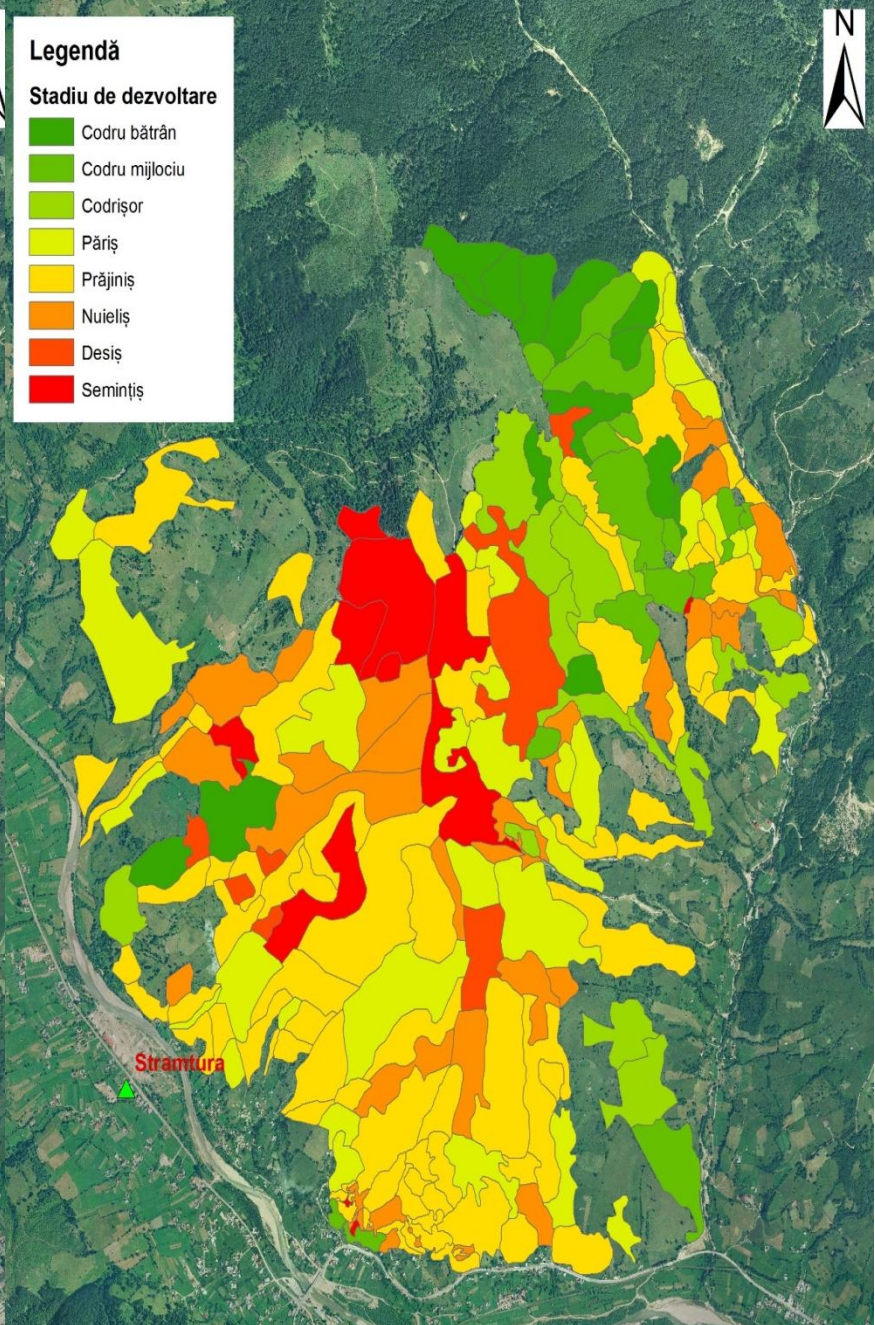 N
Legendă
Stadiu de dezvoltare
Codru bătrân
Codru mijlociu
Codrișor
Păriș
Prăjiniș
Nuieliș
Desiș
Semințiș
Stramtura